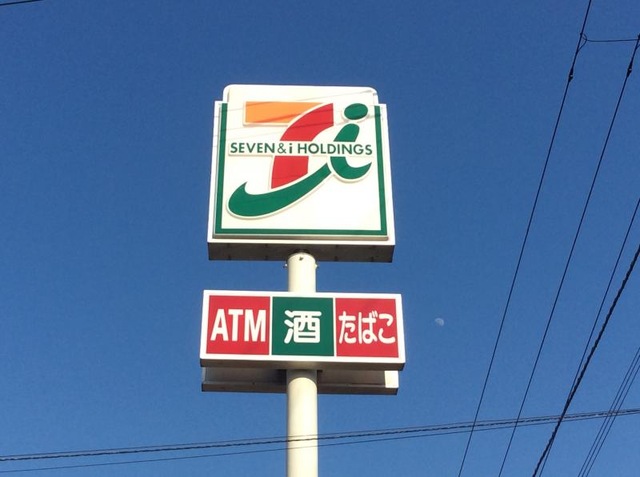 SEVEN & i HOLDINGS
ATM 酒 たばこ